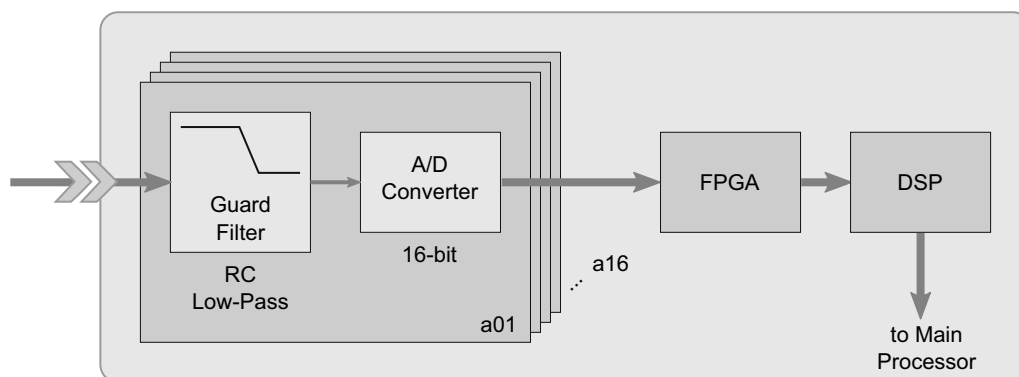 Guard
Filter
RC
Low-Pass
A/D
Converter
16-bit
a01
... a16
FPGA
DSP
to Main
Processor